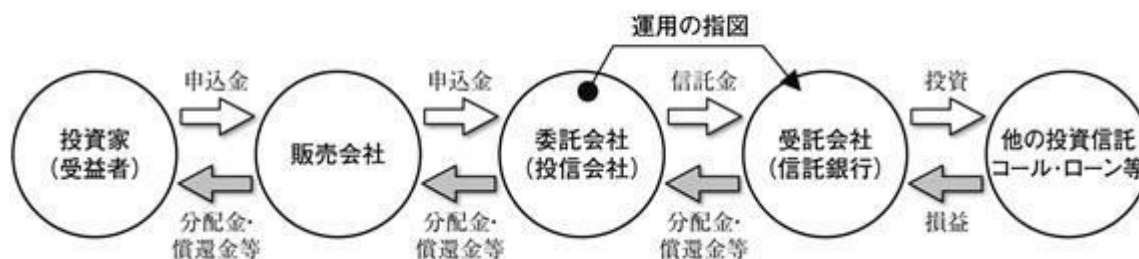 運用の指図
申込金
申込金
信託金
投資
投資家
(受益者)
販売会社
委託会社
(投信会社)
受託会社
(信託銀行)
他の投資信託
コール・ローン等
分配金・
償還金等
分配金・
償還金等
分配金・
償還金等
損益